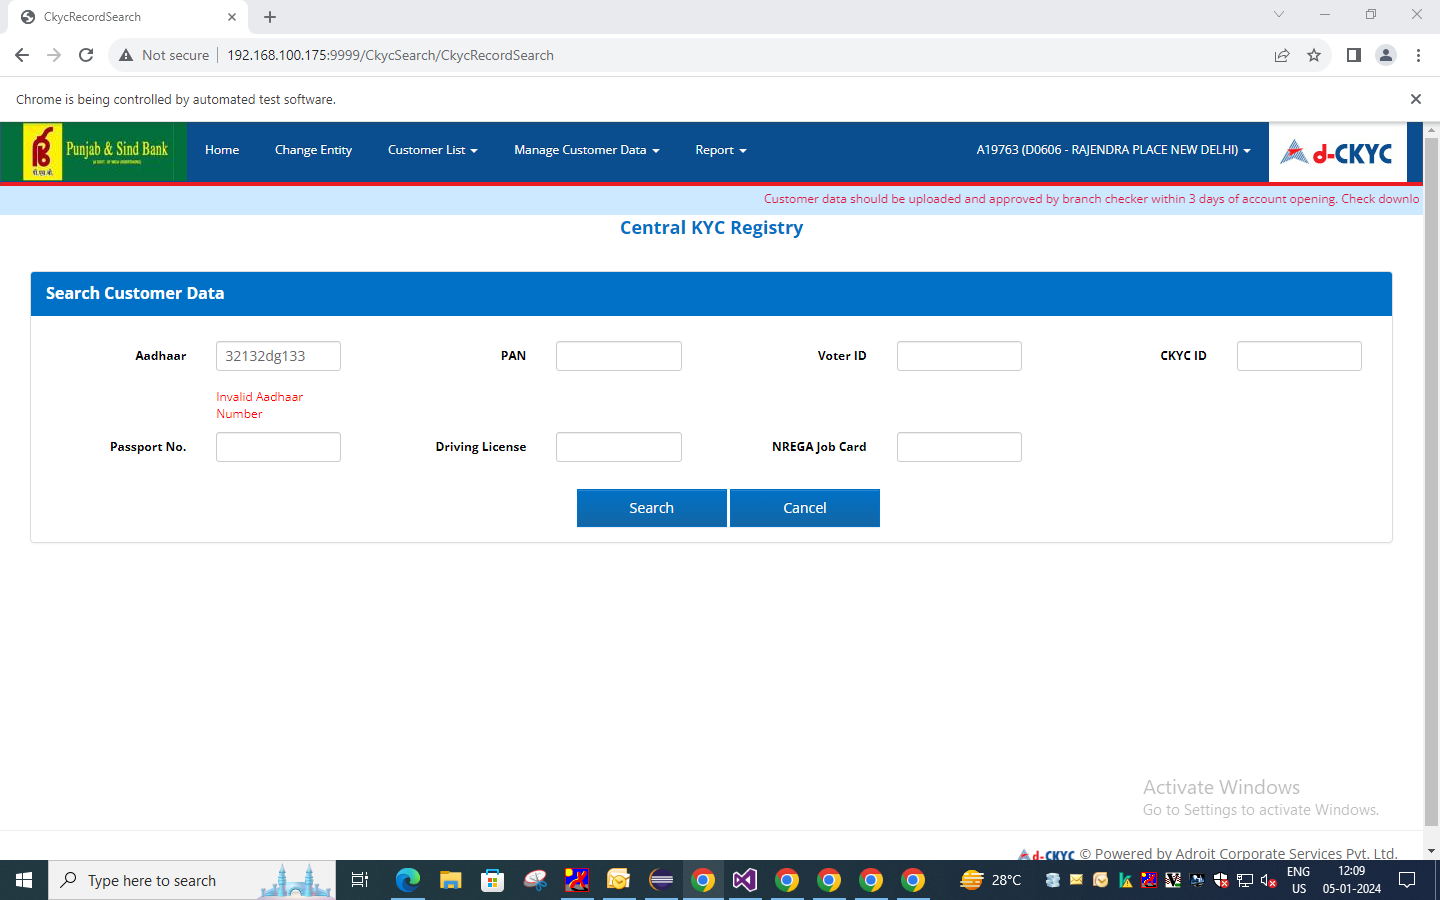 CkycRecordSearch
Not secure 192.168.100.175:9999/CkycSearch/CkycRecordSearch
Chrome is being controlled by automated test software.
Punjab & Sind Bank
Home Change Entity Customer List Manage Customer Data Report A19763 (D0606 - RAJENDRA PLACE NEW DELHI) d-CKYC
Customer data should be uploaded and approved by branch checker within 3 days of account opening. Check downlo
Central KYC Registry
Search Customer Data
Aadhaar 32132dg133 PAN Voter ID CKYC ID
Invalid Aadhaar
Number
Passport No. Driving License NREGA Job Card
Search Cancel
Activate Windows
Go to Settings to activate Windows.
d-CKYC © Powered by Adroit Corporate Services Pvt. Ltd.
Type here to search 28°C ENG 12:09
US 05-01-2024